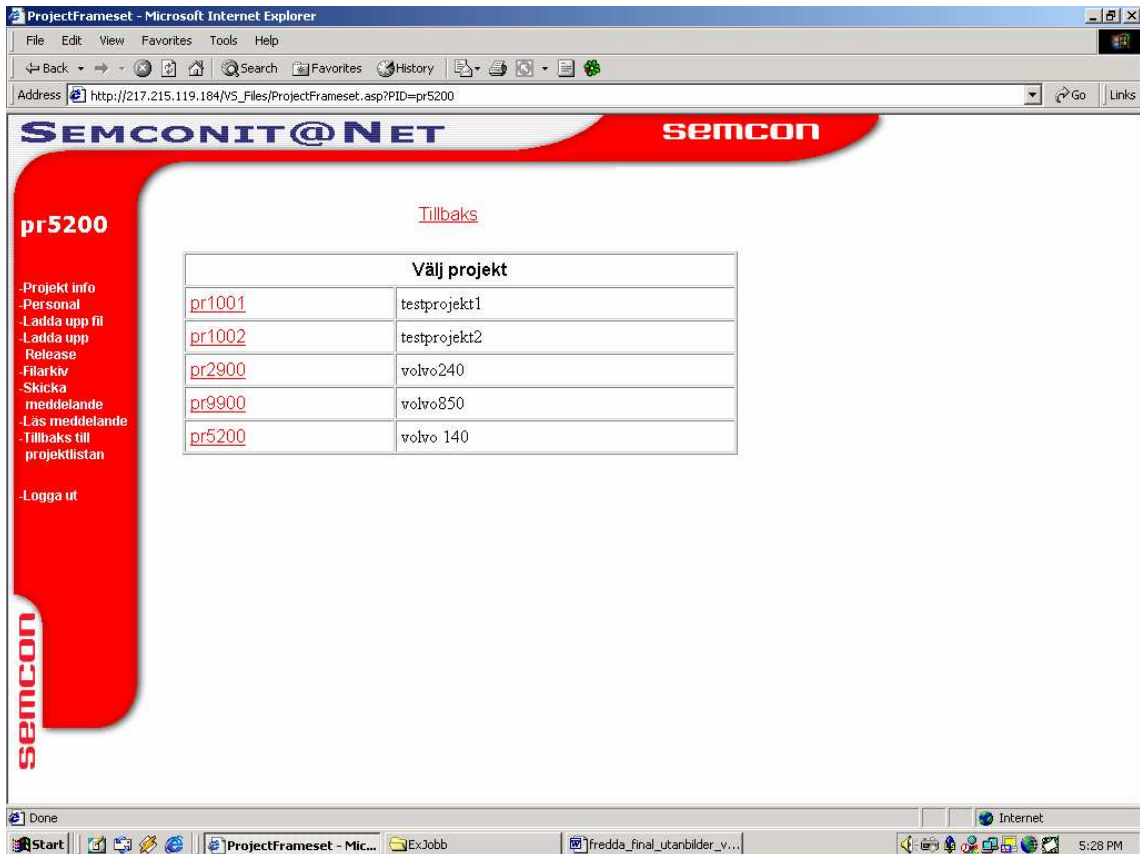 ProjectFrameset - Microsoft Internet Explorer
File Edit View Favorites Tools Help
Back Search Favorites History
Address http://217.215.119.184/VS_Files/ProjectFrameset.asp?PID=pr5200 Go Links
SEMCONIT@NET semcon
pr5200
-Projekt info
-Personal
-Ladda upp fil
-Ladda upp
Release
-Filarkiv
-Skicka
meddelande
-Läs meddelande
-Tillbaks till
projektlistan
-Logga ut
semcon
Tillbaks
Välj projekt
pr1001 testprojekt1
pr1002 testprojekt2
pr2900 volvo240
pr9900 volvo850
pr5200 volvo 140
Done Internet
Start ProjectFrameset - Mic... ExJobb fredda_final_utanbilder_v... 5:28 PM